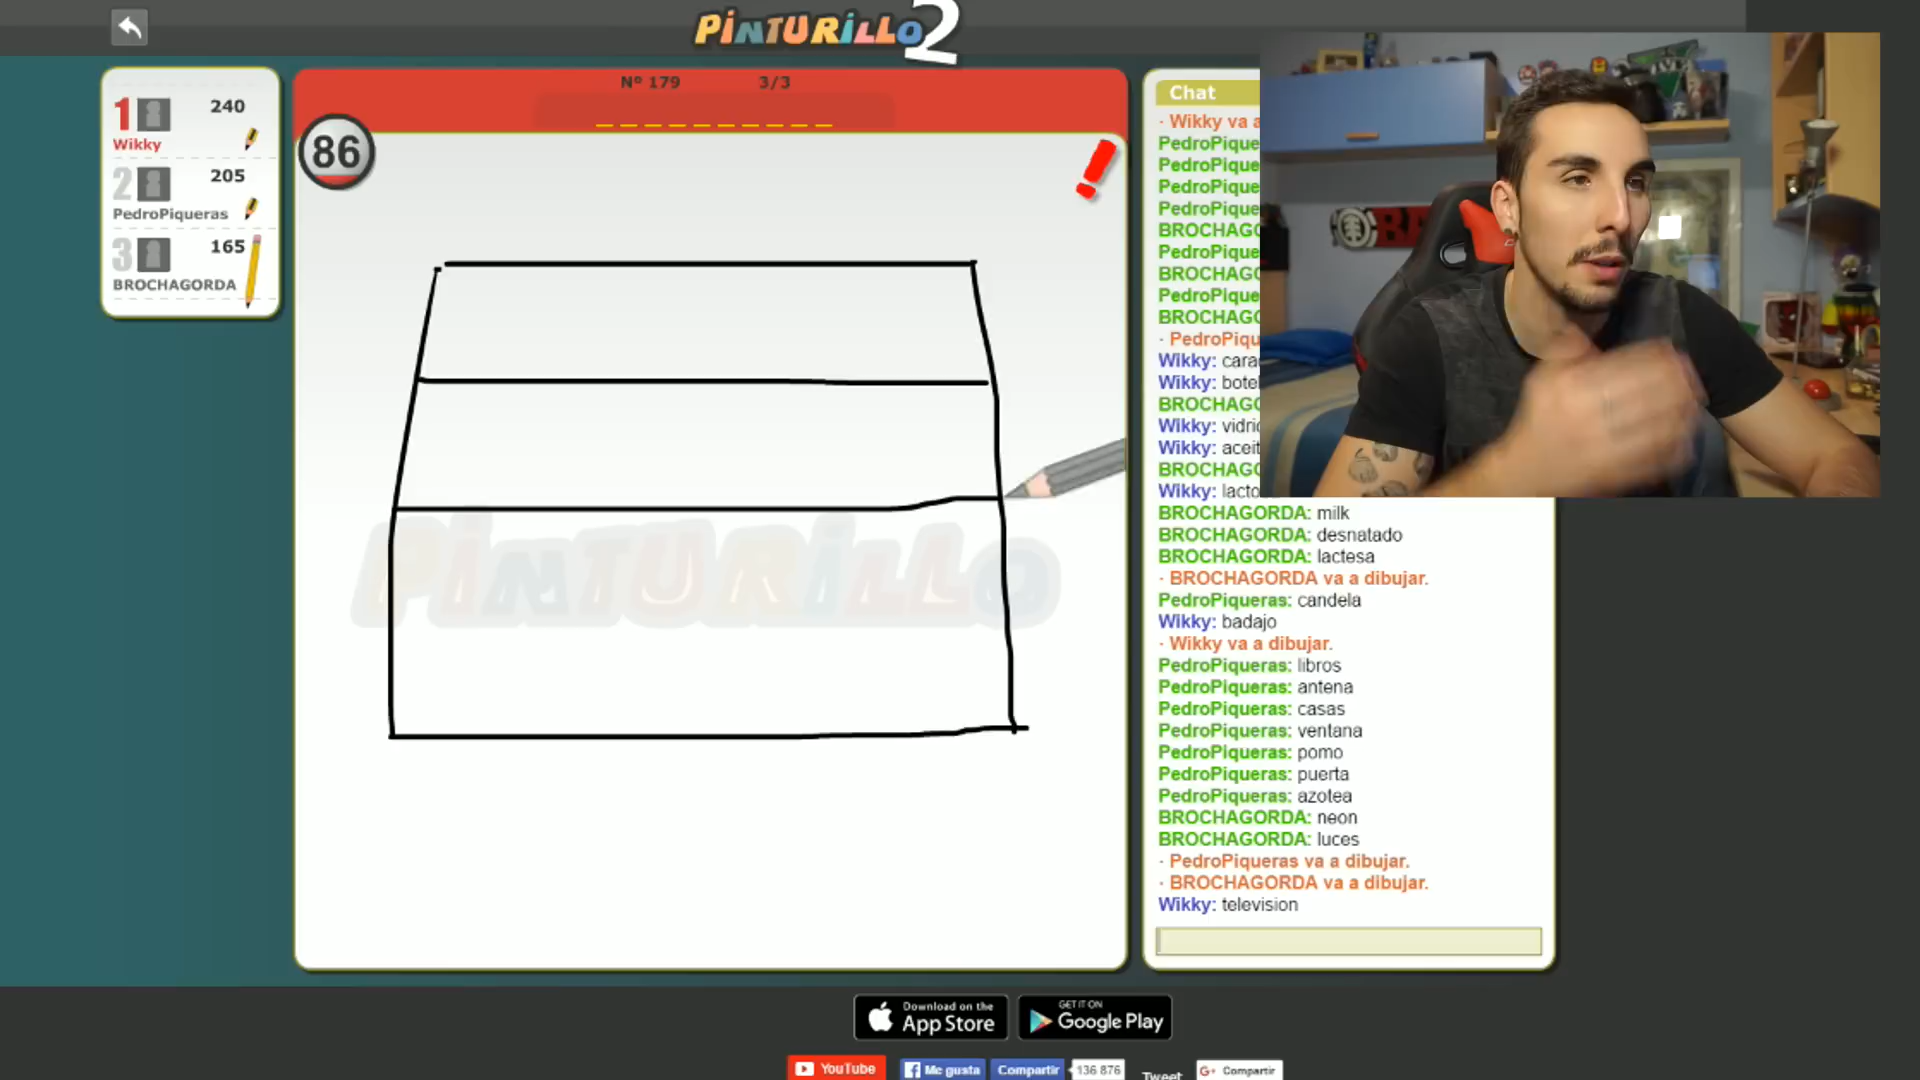 PINTURILLO 2
Nº 179 3/3
1 240
Wikky
2 205
PedroPiqueras
3 165
BROCHAGORDA
86
PINTURILLO
Chat
· Wikky va a
PedroPique
PedroPique
PedroPique
PedroPique
BROCHAGO
PedroPique
BROCHAGO
PedroPique
BROCHAGO
· PedroPiqu
Wikky: cara
Wikky: bote
BROCHAGO
Wikky: vidri
Wikky: aceit
BROCHAGO
Wikky: lacto
BROCHAGORDA: milk
BROCHAGORDA: desnatado
BROCHAGORDA: lactesa
· BROCHAGORDA va a dibujar.
PedroPiqueras: candela
Wikky: badajo
· Wikky va a dibujar.
PedroPiqueras: libros
PedroPiqueras: antena
PedroPiqueras: casas
PedroPiqueras: ventana
PedroPiqueras: pomo
PedroPiqueras: puerta
PedroPiqueras: azotea
BROCHAGORDA: neon
BROCHAGORDA: luces
· PedroPiqueras va a dibujar.
· BROCHAGORDA va a dibujar.
Wikky: television
Download on the
App Store
GET IT ON
Google Play
YouTube
Me gusta
Compartir
136 876
Tweet
G+ Compartir